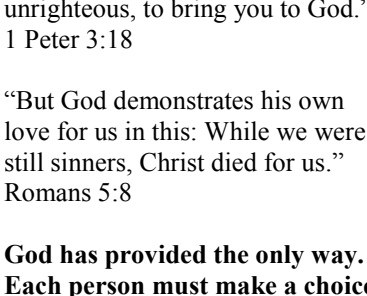 unrighteous, to bring you to God.”
1 Peter 3:18
“But God demonstrates his own
love for us in this: While we were
still sinners, Christ died for us.”
Romans 5:8
God has provided the only way.
Each person must make a choice